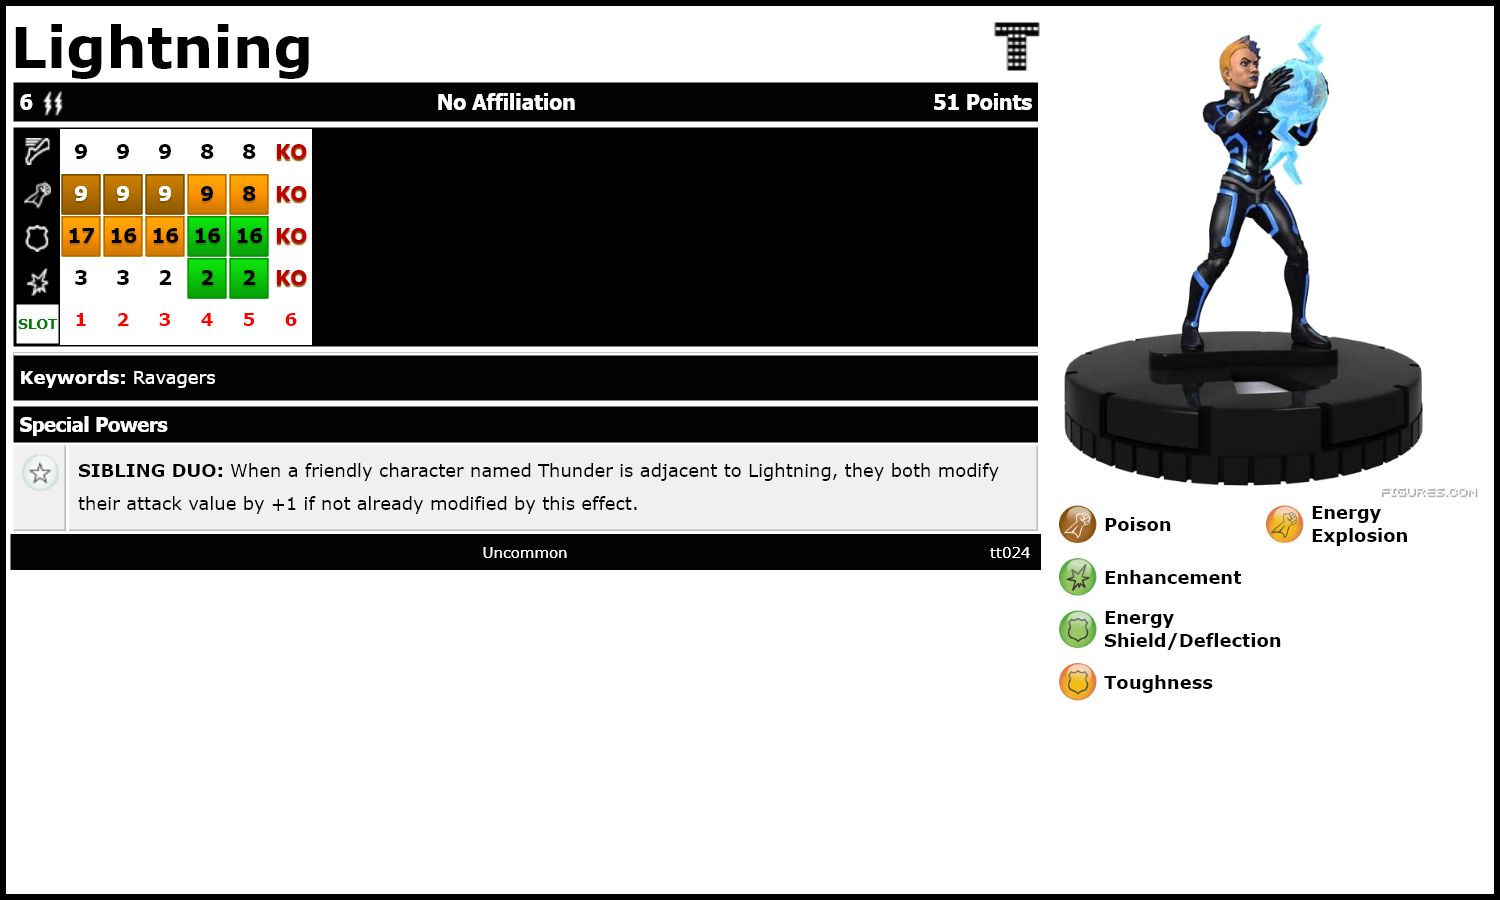 Lightning
T
6 No Affiliation 51 Points
9 9 9 8 8 KO
9 9 9 9 8 KO
17 16 16 16 16 KO
3 3 2 2 2 KO
SLOT 1 2 3 4 5 6
Keywords: Ravagers
Special Powers
SIBLING DUO: When a friendly character named Thunder is adjacent to Lightning, they both modify
their attack value by +1 if not already modified by this effect.
Uncommon tt024
FIGURES.COM
Poison
Energy
Explosion
Enhancement
Energy
Shield/Deflection
Toughness